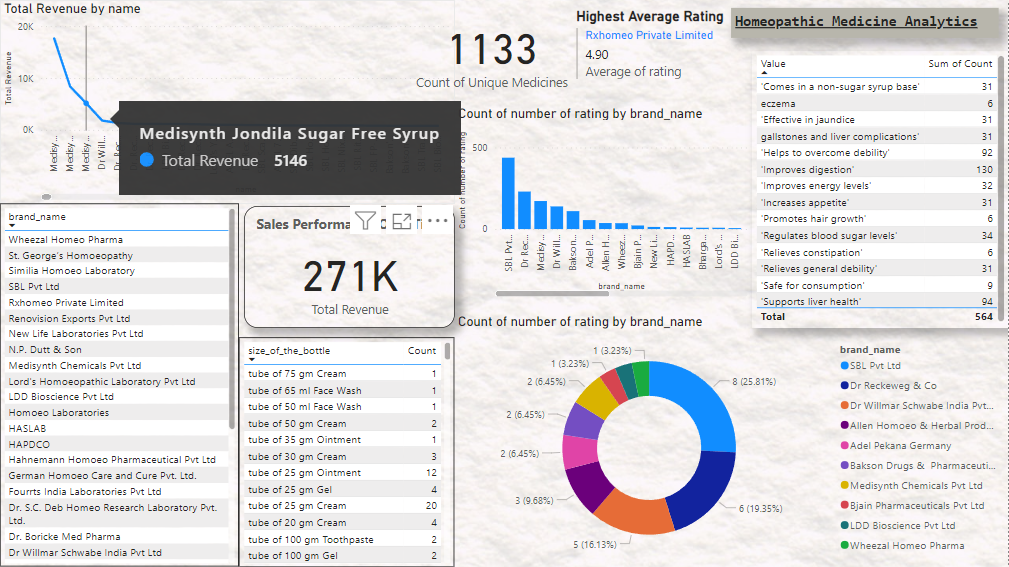 Total Revenue by name
20K
10K
0K
Total Revenue
Medisy...
Medisy...
Medisy...
Dr Will...
Medisynth Jondila Sugar Free Syrup
Total Revenue 5146
1133
Count of Unique Medicines
Highest Average Rating
Rxhomeo Private Limited
4.90
Average of rating
Homeopathic Medicine Analytics
Value Sum of Count
'Comes in a non-sugar syrup base' 31
eczema 6
'Effective in jaundice 31
gallstones and liver complications' 31
'Helps to overcome debility' 92
'Improves digestion' 130
'Improves energy levels' 32
'Increases appetite' 31
'Promotes hair growth' 6
'Regulates blood sugar levels' 34
'Relieves constipation' 6
'Relieves general debility' 31
'Safe for consumption' 9
'Supports liver health' 94
Total 564
Count of number of rating by brand_name
500
0
SBL Pvt...
Dr Rec...
Medisy...
Dr Will...
Bakson...
Adel P...
Allen H...
Wheez...
Bjain P...
New Li...
HAPD...
HASLAB
Bharga...
Lord's...
LDD Bi...
brand_name
brand_name
Wheezal Homeo Pharma
St. George's Homoeopathy
Similia Homoeo Laboratory
SBL Pvt Ltd
Rxhomeo Private Limited
Renovision Exports Pvt Ltd
New Life Laboratories Pvt Ltd
N.P. Dutt & Son
Medisynth Chemicals Pvt Ltd
Lord's Homoeopathic Laboratory Pvt Ltd
LDD Bioscience Pvt Ltd
Homoeo Laboratories
HASLAB
HAPDCO
Hahnemann Homoeo Pharmaceutical Pvt Ltd
German Homoeo Care and Cure Pvt. Ltd.
Fourrts India Laboratories Pvt Ltd
Dr. S.C. Deb Homeo Research Laboratory Pvt.
Ltd.
Dr. Boricke Med Pharma
Dr Willmar Schwabe India Pvt Ltd
Sales Performa
271K
Total Revenue
size_of_the_bottle Count
tube of 75 gm Cream 1
tube of 65 ml Face Wash 1
tube of 50 ml Face Wash 1
tube of 50 gm Cream 2
tube of 35 gm Ointment 1
tube of 30 gm Cream 3
tube of 25 gm Ointment 12
tube of 25 gm Gel 4
tube of 25 gm Cream 20
tube of 20 gm Cream 4
tube of 100 gm Toothpaste 2
tube of 100 gm Gel 2
Count of number of rating by brand_name
8 (25.81%)
6 (19.35%)
5 (16.13%)
3 (9.68%)
2 (6.45%)
2 (6.45%)
2 (6.45%)
1 (3.23%)
1 (3.23%)
brand_name
SBL Pvt Ltd
Dr Reckeweg & Co
Dr Willmar Schwabe India Pvt...
Allen Homoeo & Herbal Prod...
Adel Pekana Germany
Bakson Drugs & Pharmaceuti...
Medisynth Chemicals Pvt Ltd
Bjain Pharmaceuticals Pvt Ltd
LDD Bioscience Pvt Ltd
Wheezal Homeo Pharma